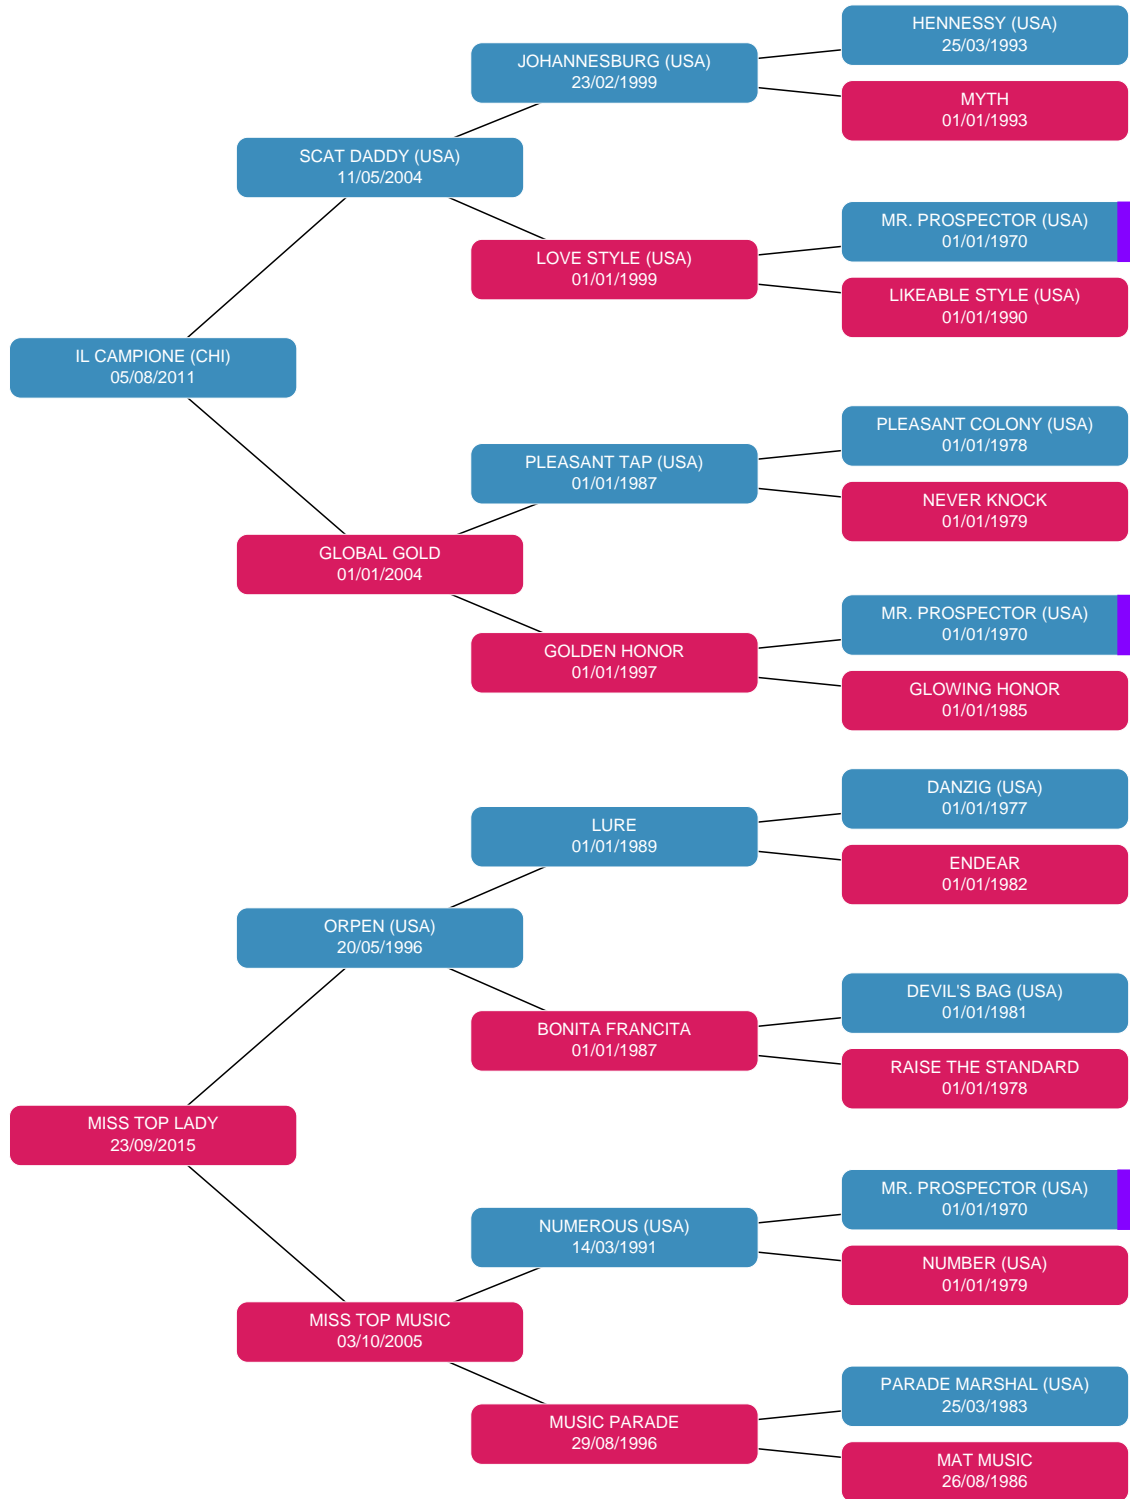 HENNESSY (USA)
25/03/1993
JOHANNESBURG (USA)
23/02/1999
MYTH
01/01/1993
SCAT DADDY (USA)
11/05/2004
MR. PROSPECTOR (USA)
01/01/1970
LOVE STYLE (USA)
01/01/1999
LIKEABLE STYLE (USA)
01/01/1990
IL CAMPIONE (CHI)
05/08/2011
PLEASANT COLONY (USA)
01/01/1978
PLEASANT TAP (USA)
01/01/1987
NEVER KNOCK
01/01/1979
GLOBAL GOLD
01/01/2004
MR. PROSPECTOR (USA)
01/01/1970
GOLDEN HONOR
01/01/1997
GLOWING HONOR
01/01/1985
DANZIG (USA)
01/01/1977
LURE
01/01/1989
ENDEAR
01/01/1982
ORPEN (USA)
20/05/1996
DEVIL'S BAG (USA)
01/01/1981
BONITA FRANCITA
01/01/1987
RAISE THE STANDARD
01/01/1978
MISS TOP LADY
23/09/2015
MR. PROSPECTOR (USA)
01/01/1970
NUMEROUS (USA)
14/03/1991
NUMBER (USA)
01/01/1979
MISS TOP MUSIC
03/10/2005
PARADE MARSHAL (USA)
25/03/1983
MUSIC PARADE
29/08/1996
MAT MUSIC
26/08/1986